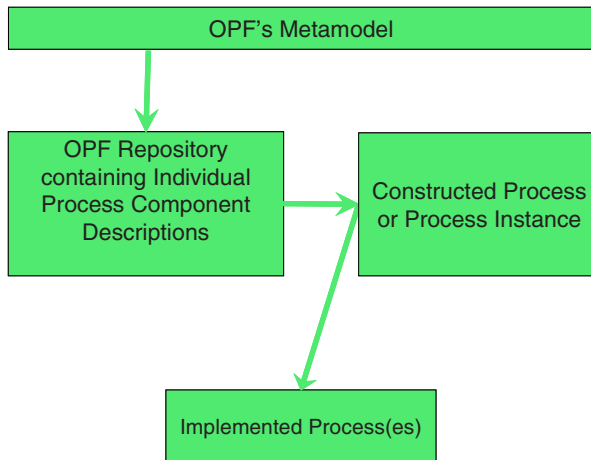 OPF's Metamodel
OPF Repository
containing Individual
Process Component
Descriptions
Constructed Process
or Process Instance
Implemented Process(es)